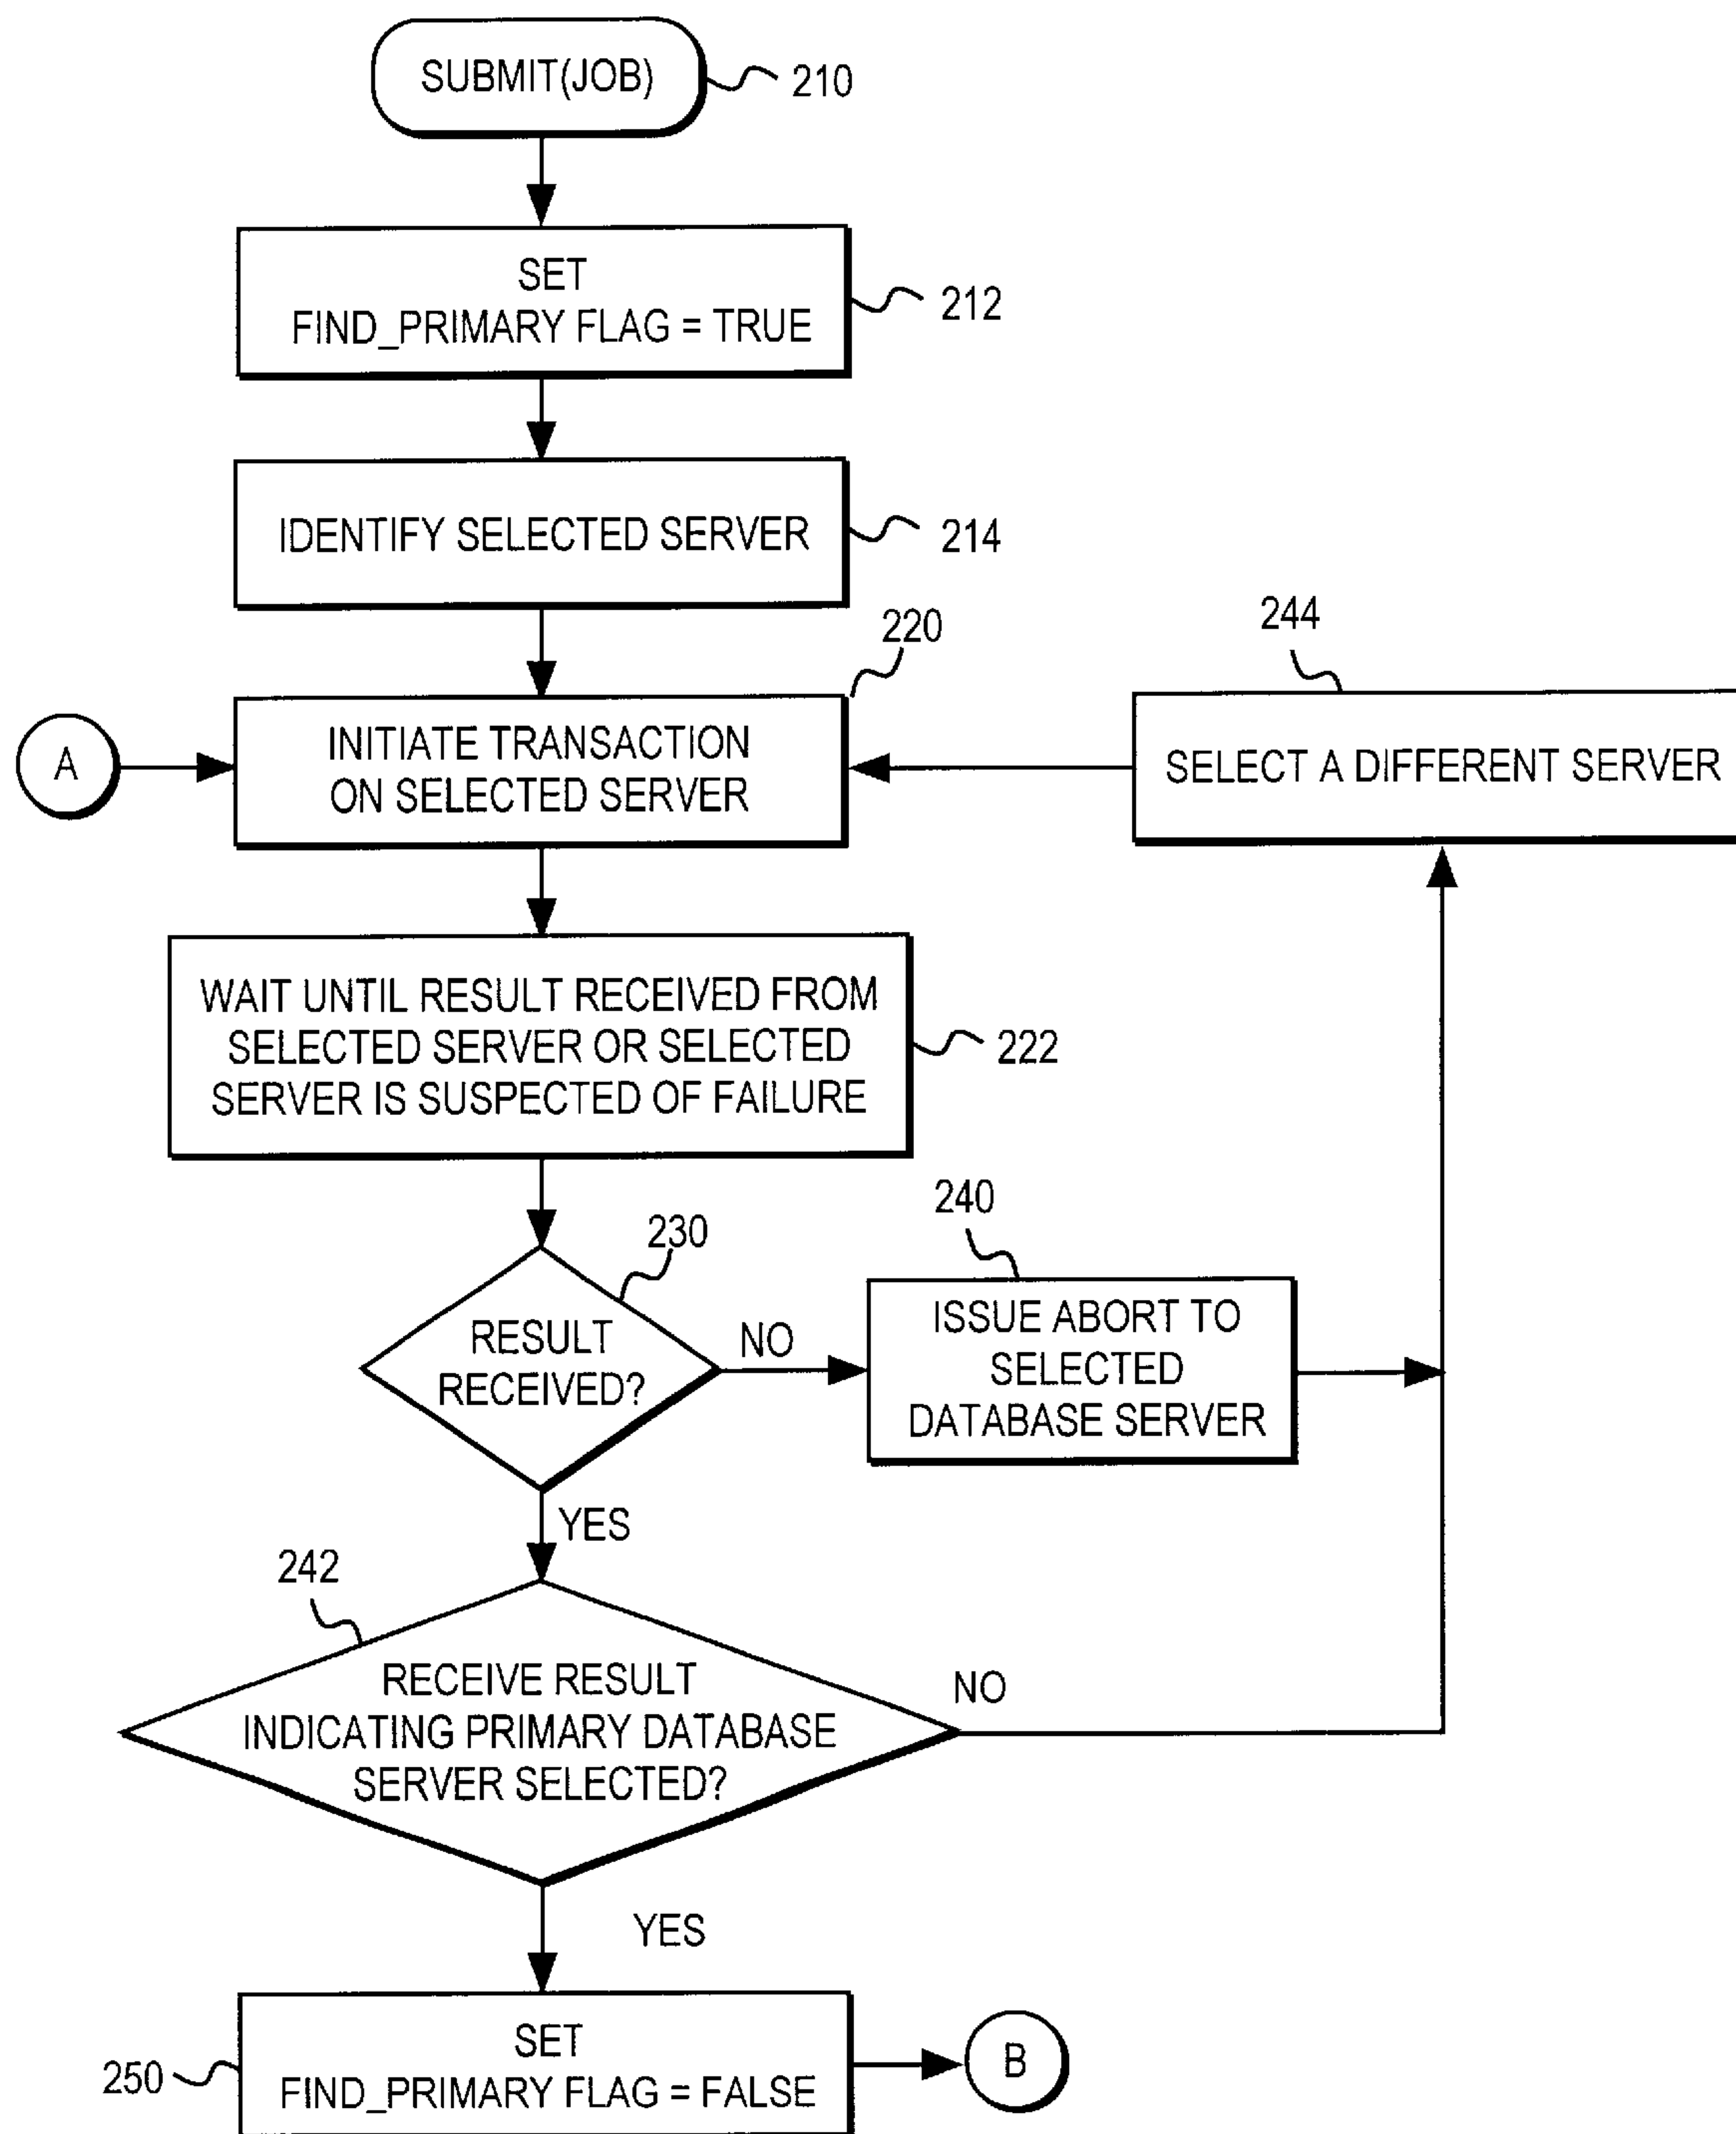 SUBMIT(JOB)
210
SET
FIND_PRIMARY FLAG = TRUE
212
IDENTIFY SELECTED SERVER
214
220
244
A
INITIATE TRANSACTION
ON SELECTED SERVER
SELECT A DIFFERENT SERVER
WAIT UNTIL RESULT RECEIVED FROM
SELECTED SERVER OR SELECTED
SERVER IS SUSPECTED OF FAILURE
222
230
240
RESULT
RECEIVED?
NO
ISSUE ABORT TO
SELECTED
DATABASE SERVER
YES
242
RECEIVE RESULT
INDICATING PRIMARY DATABASE
SERVER SELECTED?
NO
YES
250
SET
FIND_PRIMARY FLAG = FALSE
B